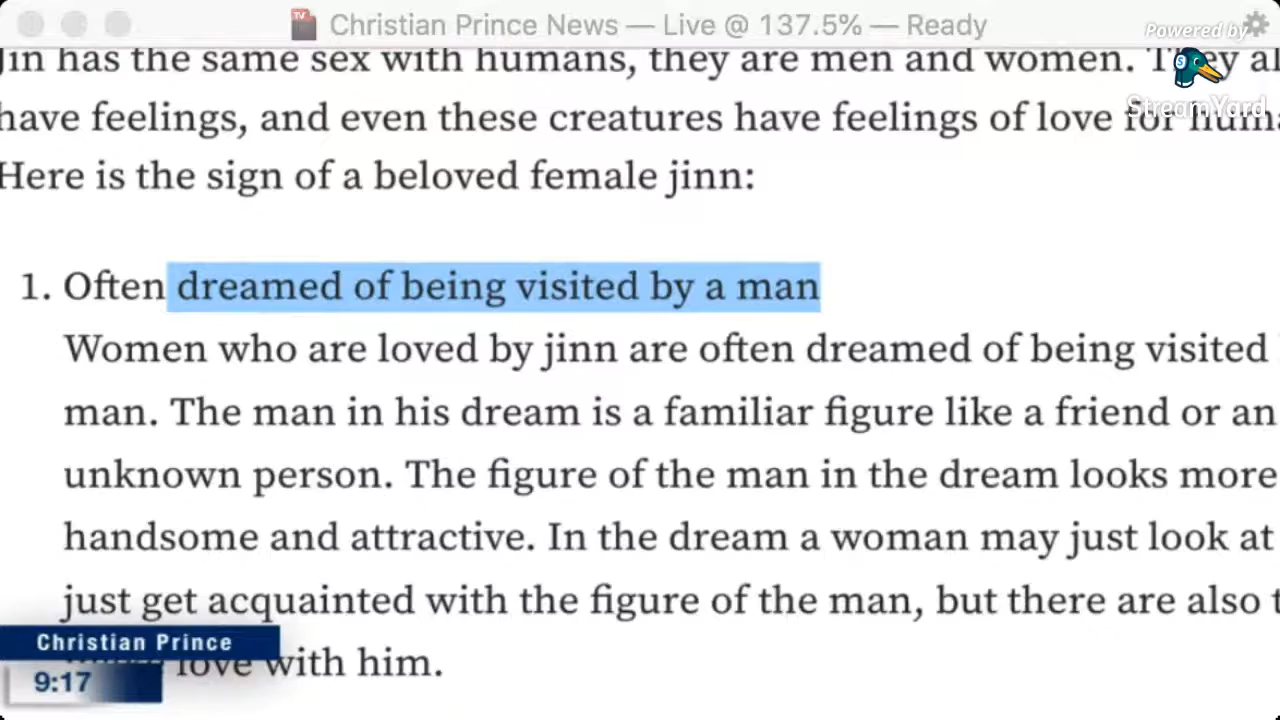 Christian Prince News — Live @ 137.5% — Ready
Powered by
StreamYard
Jin has the same sex with humans, they are men and women. They al
have feelings, and even these creatures have feelings of love for huma
Here is the sign of a beloved female jinn:
1. Often dreamed of being visited by a man
Women who are loved by jinn are often dreamed of being visited
man. The man in his dream is a familiar figure like a friend or an
unknown person. The figure of the man in the dream looks more
handsome and attractive. In the dream a woman may just look at
just get acquainted with the figure of the man, but there are also t
love with him.
Christian Prince
9:17